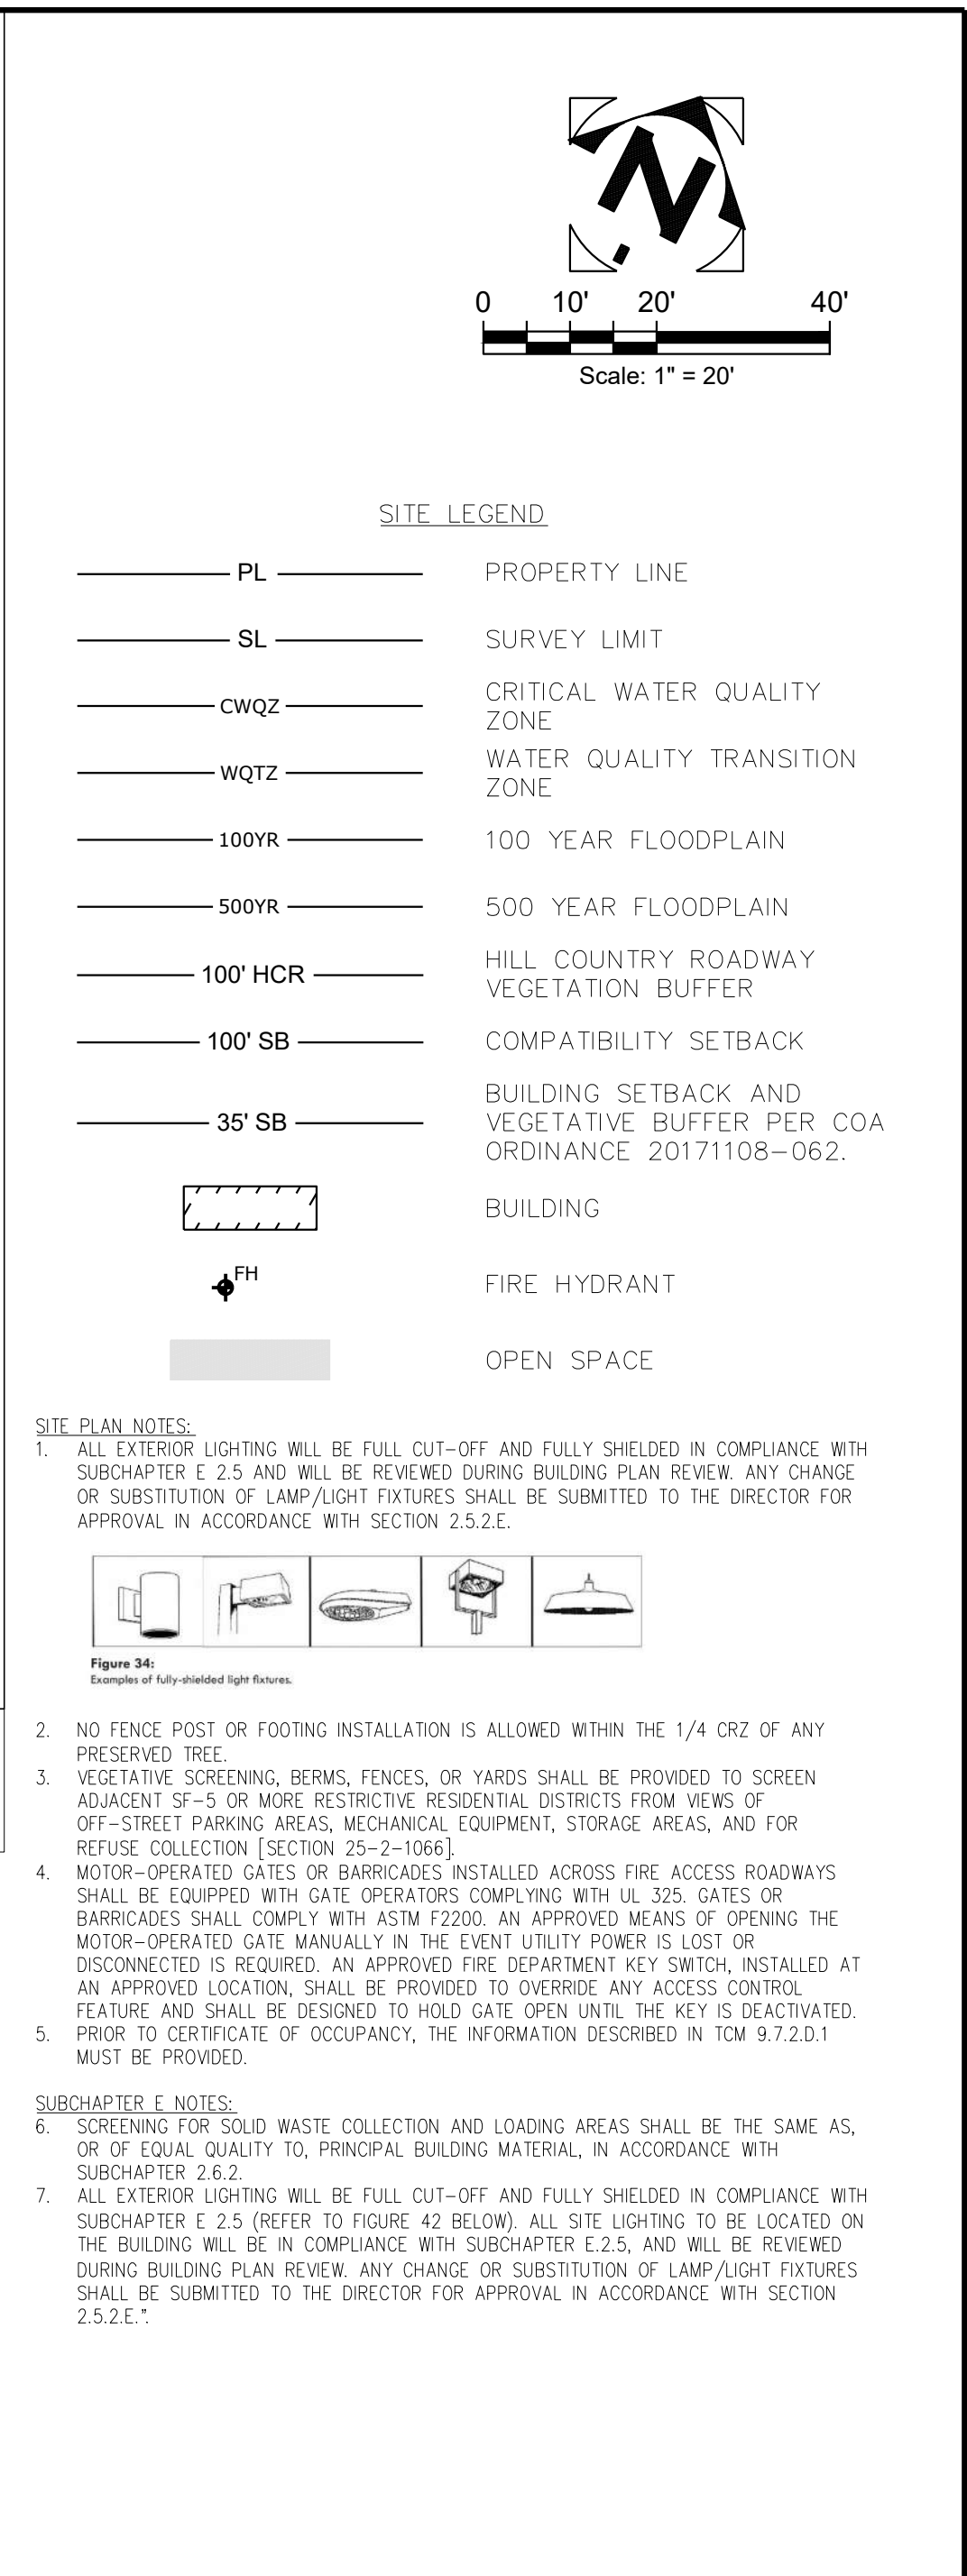 N
0 10' 20' 40'
Scale: 1" = 20'
SITE LEGEND
PL PROPERTY LINE
SL SURVEY LIMIT
CWQZ CRITICAL WATER QUALITY
ZONE
WQTZ WATER QUALITY TRANSITION
ZONE
100YR 100 YEAR FLOODPLAIN
500YR 500 YEAR FLOODPLAIN
100' HCR HILL COUNTRY ROADWAY
VEGETATION BUFFER
100' SB COMPATIBILITY SETBACK
35' SB BUILDING SETBACK AND
VEGETATIVE BUFFER PER COA
ORDINANCE 20171108-062.
BUILDING
FH FIRE HYDRANT
OPEN SPACE
SITE PLAN NOTES:
1. ALL EXTERIOR LIGHTING WILL BE FULL CUT-OFF AND FULLY SHIELDED IN COMPLIANCE WITH
SUBCHAPTER E 2.5 AND WILL BE REVIEWED DURING BUILDING PLAN REVIEW. ANY CHANGE
OR SUBSTITUTION OF LAMP/LIGHT FIXTURES SHALL BE SUBMITTED TO THE DIRECTOR FOR
APPROVAL IN ACCORDANCE WITH SECTION 2.5.2.E.
Figure 34:
Examples of fully-shielded light fixtures.
2. NO FENCE POST OR FOOTING INSTALLATION IS ALLOWED WITHIN THE 1/4 CRZ OF ANY
PRESERVED TREE.
3. VEGETATIVE SCREENING, BERMS, FENCES, OR YARDS SHALL BE PROVIDED TO SCREEN
ADJACENT SF-5 OR MORE RESTRICTIVE RESIDENTIAL DISTRICTS FROM VIEWS OF
OFF-STREET PARKING AREAS, MECHANICAL EQUIPMENT, STORAGE AREAS, AND FOR
REFUSE COLLECTION [SECTION 25-2-1066].
4. MOTOR-OPERATED GATES OR BARRICADES INSTALLED ACROSS FIRE ACCESS ROADWAYS
SHALL BE EQUIPPED WITH GATE OPERATORS COMPLYING WITH UL 325. GATES OR
BARRICADES SHALL COMPLY WITH ASTM F2200. AN APPROVED MEANS OF OPENING THE
MOTOR-OPERATED GATE MANUALLY IN THE EVENT UTILITY POWER IS LOST OR
DISCONNECTED IS REQUIRED. AN APPROVED FIRE DEPARTMENT KEY SWITCH, INSTALLED AT
AN APPROVED LOCATION, SHALL BE PROVIDED TO OVERRIDE ANY ACCESS CONTROL
FEATURE AND SHALL BE DESIGNED TO HOLD GATE OPEN UNTIL THE KEY IS DEACTIVATED.
5. PRIOR TO CERTIFICATE OF OCCUPANCY, THE INFORMATION DESCRIBED IN TCM 9.7.2.D.1
MUST BE PROVIDED.
SUBCHAPTER E NOTES:
6. SCREENING FOR SOLID WASTE COLLECTION AND LOADING AREAS SHALL BE THE SAME AS,
OR OF EQUAL QUALITY TO, PRINCIPAL BUILDING MATERIAL, IN ACCORDANCE WITH
SUBCHAPTER 2.6.2.
7. ALL EXTERIOR LIGHTING WILL BE FULL CUT-OFF AND FULLY SHIELDED IN COMPLIANCE WITH
SUBCHAPTER E 2.5 (REFER TO FIGURE 42 BELOW). ALL SITE LIGHTING TO BE LOCATED ON
THE BUILDING WILL BE IN COMPLIANCE WITH SUBCHAPTER E.2.5, AND WILL BE REVIEWED
DURING BUILDING PLAN REVIEW. ANY CHANGE OR SUBSTITUTION OF LAMP/LIGHT FIXTURES
SHALL BE SUBMITTED TO THE DIRECTOR FOR APPROVAL IN ACCORDANCE WITH SECTION
2.5.2.E.".